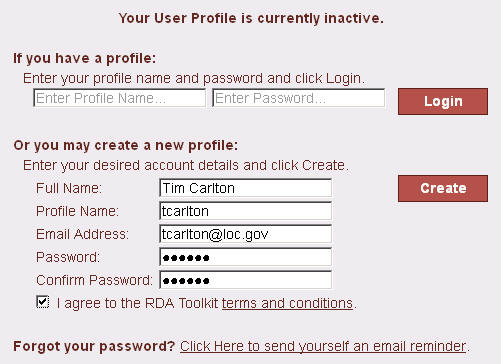 Your User Profile is currently inactive.
If you have a profile:
Enter your profile name and password and click Login.
Enter Profile Name... Enter Password... Login
Or you may create a new profile:
Enter your desired account details and click Create.
Full Name: Tim Carlton Create
Profile Name: tcarlton
Email Address: tcarlton@loc.gov
Password: ●●●●●●
Confirm Password: ●●●●●●
I agree to the RDA Toolkit terms and conditions.
Forgot your password? Click Here to send yourself an email reminder.